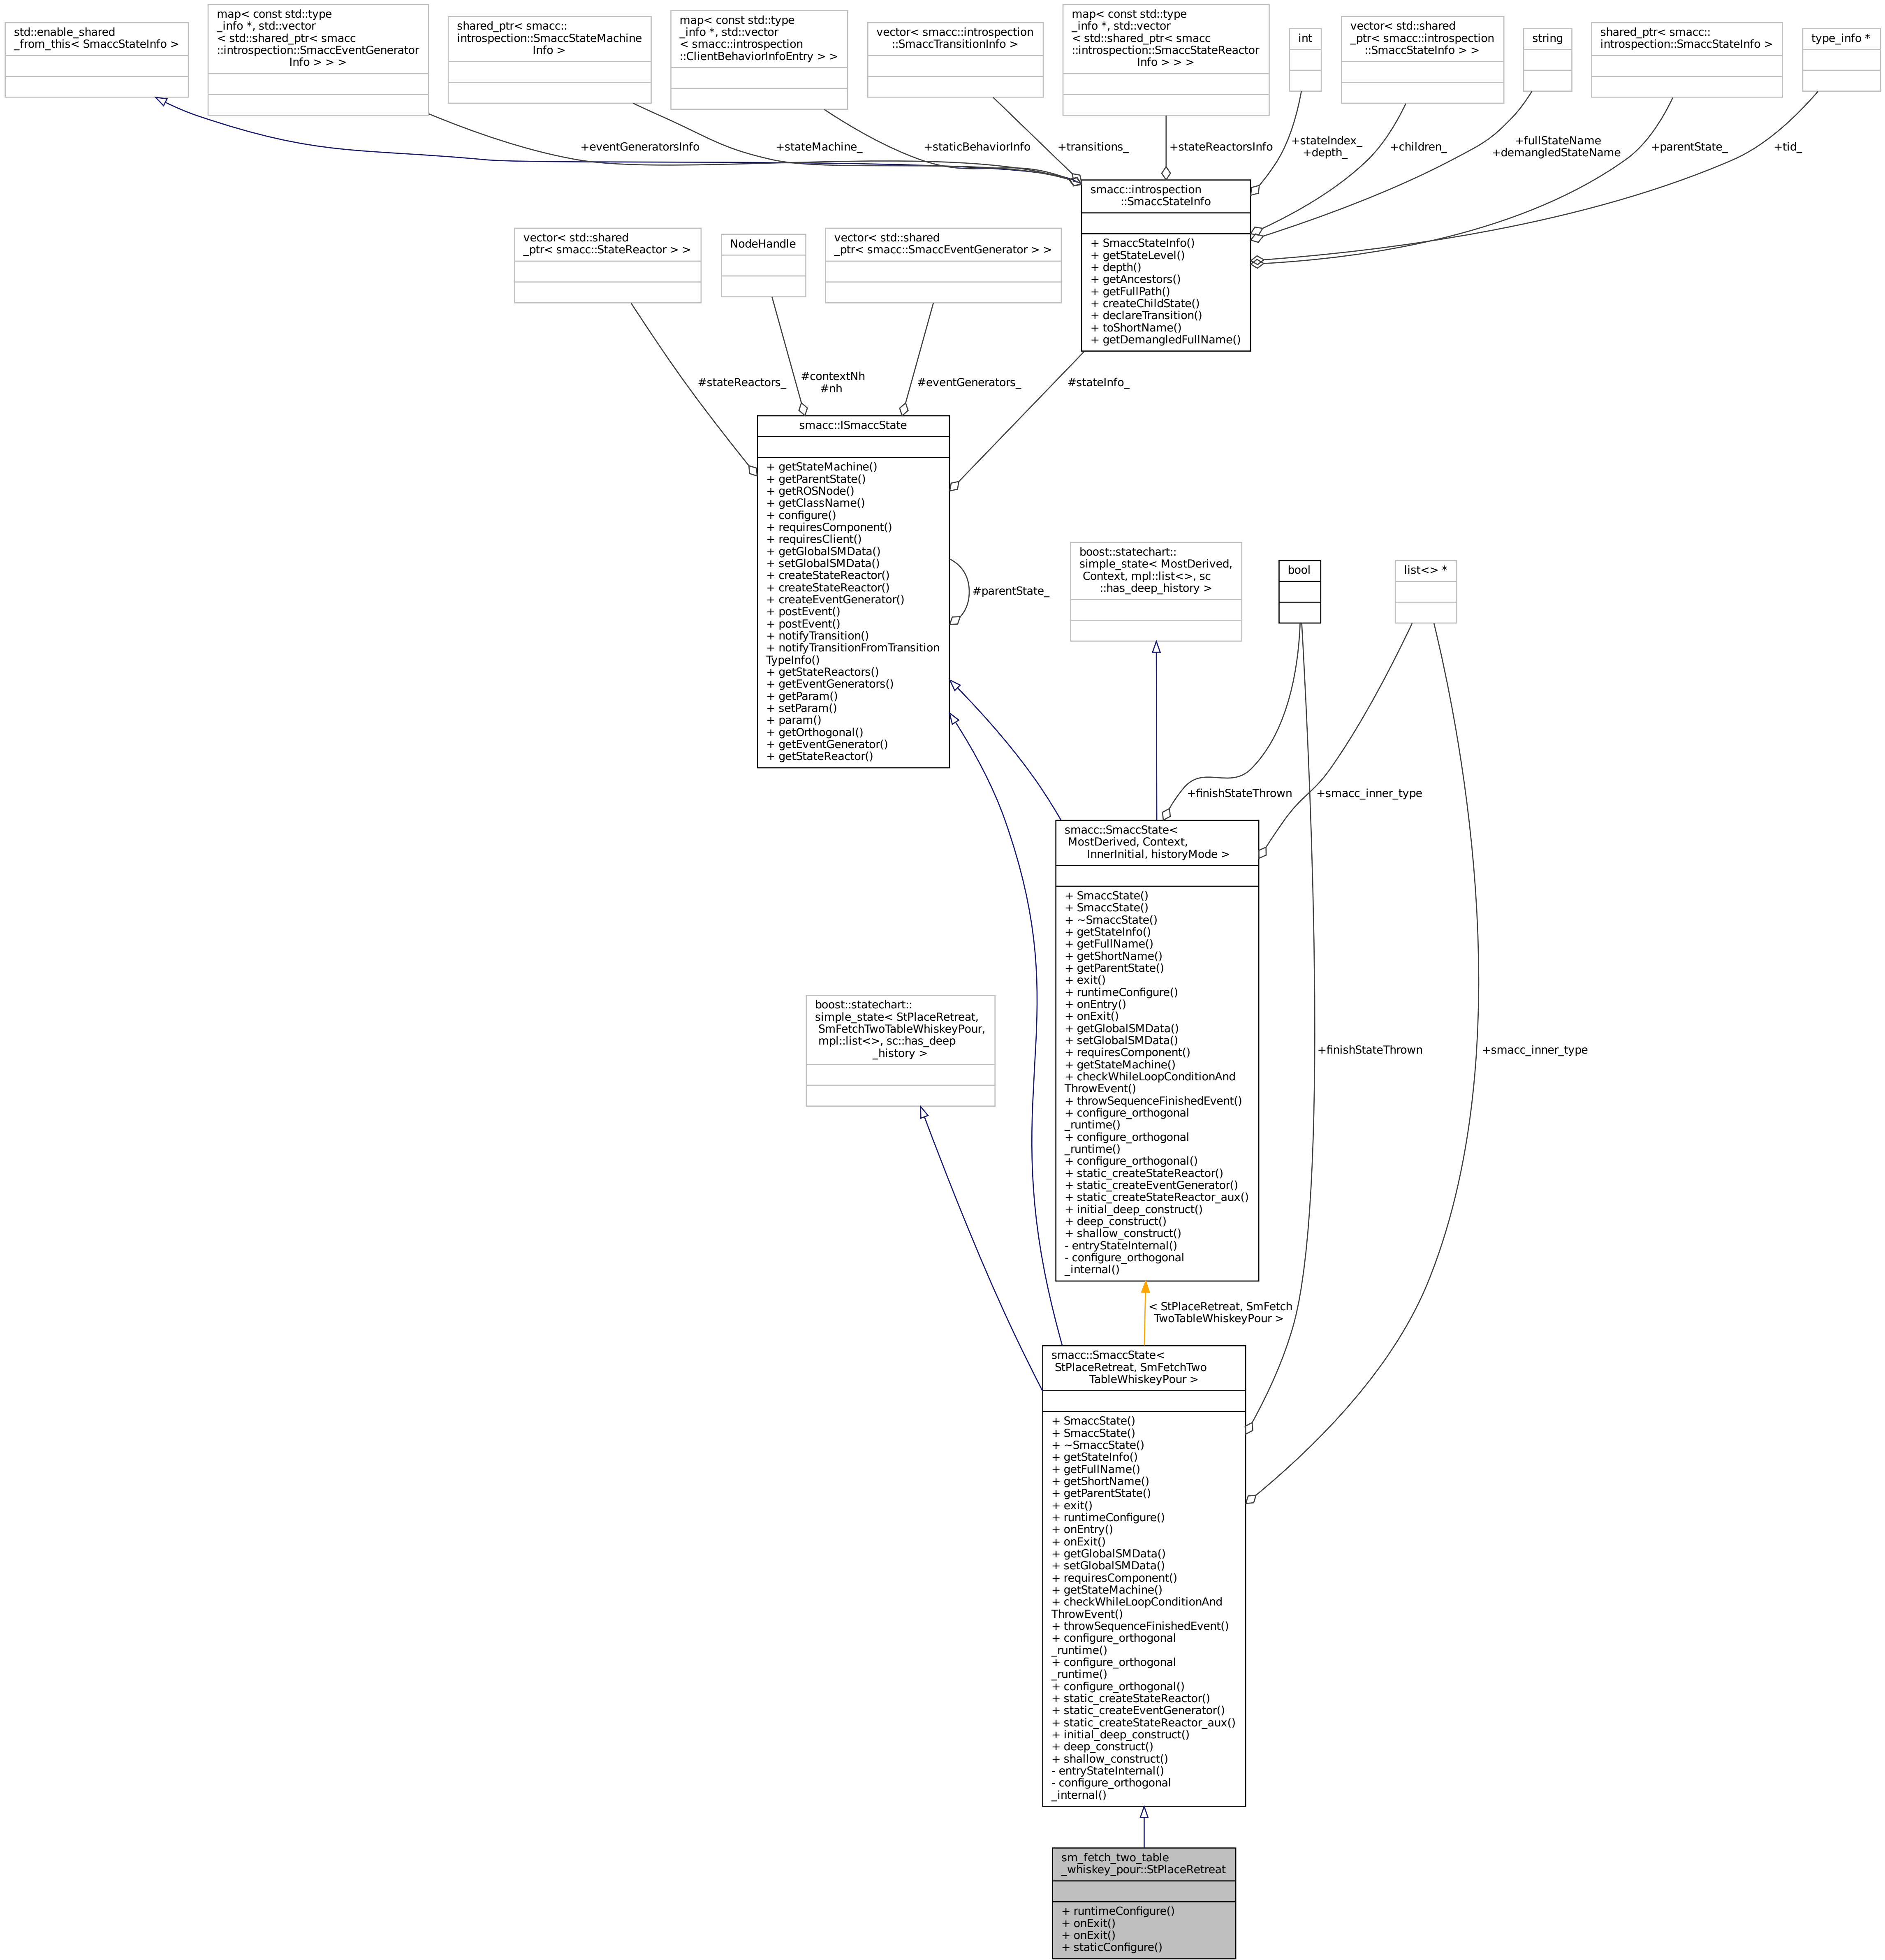 std::enable_shared
_from_this< SmaccStateInfo >
map< const std::type
_info *, std::vector
< std::shared_ptr< smacc
::introspection::SmaccEventGenerator
Info > > >
shared_ptr< smacc::
introspection::SmaccStateMachine
Info >
map< const std::type
_info *, std::vector
< smacc::introspection
::ClientBehaviorInfoEntry > >
vector< smacc::introspection
::SmaccTransitionInfo >
map< const std::type
_info *, std::vector
< std::shared_ptr< smacc
::introspection::SmaccStateReactor
Info > > >
int
vector< std::shared
_ptr< smacc::introspection
::SmaccStateInfo > >
string
shared_ptr< smacc::
introspection::SmaccStateInfo >
type_info *
+eventGeneratorsInfo
+stateMachine_
+staticBehaviorInfo
+transitions_
+stateReactorsInfo
+stateIndex_
+depth_
+children_
+fullStateName
+demangledStateName
+parentState_
+tid_
smacc::introspection
::SmaccStateInfo
+ SmaccStateInfo()
+ getStateLevel()
+ depth()
+ getAncestors()
+ getFullPath()
+ createChildState()
+ declareTransition()
+ toShortName()
+ getDemangledFullName()
vector< std::shared
_ptr< smacc::StateReactor > >
NodeHandle
vector< std::shared
_ptr< smacc::SmaccEventGenerator > >
#stateReactors_
#contextNh
#nh
#eventGenerators_
#stateInfo_
smacc::ISmaccState
+ getStateMachine()
+ getParentState()
+ getROSNode()
+ getClassName()
+ configure()
+ requiresComponent()
+ requiresClient()
+ getGlobalSMData()
+ setGlobalSMData()
+ createStateReactor()
+ createStateReactor()
+ createEventGenerator()
+ postEvent()
+ postEvent()
+ notifyTransition()
+ notifyTransitionFromTransition
TypeInfo()
+ getStateReactors()
+ getEventGenerators()
+ getParam()
+ setParam()
+ param()
+ getOrthogonal()
+ getEventGenerator()
+ getStateReactor()
#parentState_
boost::statechart::
simple_state< MostDerived,
Context, mpl::list<>, sc
::has_deep_history >
bool
list<> *
+finishStateThrown
+smacc_inner_type
smacc::SmaccState<
MostDerived, Context,
InnerInitial, historyMode >
+ SmaccState()
+ SmaccState()
+ ~SmaccState()
+ getStateInfo()
+ getFullName()
+ getShortName()
+ getParentState()
+ exit()
+ runtimeConfigure()
+ onEntry()
+ onExit()
+ getGlobalSMData()
+ setGlobalSMData()
+ requiresComponent()
+ getStateMachine()
+ checkWhileLoopConditionAnd
ThrowEvent()
+ throwSequenceFinishedEvent()
+ configure_orthogonal
_runtime()
+ configure_orthogonal
_runtime()
+ configure_orthogonal()
+ static_createStateReactor()
+ static_createEventGenerator()
+ static_createStateReactor_aux()
+ initial_deep_construct()
+ deep_construct()
+ shallow_construct()
- entryStateInternal()
- configure_orthogonal
_internal()
boost::statechart::
simple_state< StPlaceRetreat,
SmFetchTwoTableWhiskeyPour,
mpl::list<>, sc::has_deep
_history >
+finishStateThrown
+smacc_inner_type
< StPlaceRetreat, SmFetch
TwoTableWhiskeyPour >
smacc::SmaccState<
StPlaceRetreat, SmFetchTwo
TableWhiskeyPour >
+ SmaccState()
+ SmaccState()
+ ~SmaccState()
+ getStateInfo()
+ getFullName()
+ getShortName()
+ getParentState()
+ exit()
+ runtimeConfigure()
+ onEntry()
+ onExit()
+ getGlobalSMData()
+ setGlobalSMData()
+ requiresComponent()
+ getStateMachine()
+ checkWhileLoopConditionAnd
ThrowEvent()
+ throwSequenceFinishedEvent()
+ configure_orthogonal
_runtime()
+ configure_orthogonal
_runtime()
+ configure_orthogonal()
+ static_createStateReactor()
+ static_createEventGenerator()
+ static_createStateReactor_aux()
+ initial_deep_construct()
+ deep_construct()
+ shallow_construct()
- entryStateInternal()
- configure_orthogonal
_internal()
sm_fetch_two_table
_whiskey_pour::StPlaceRetreat
+ runtimeConfigure()
+ onExit()
+ onExit()
+ staticConfigure()